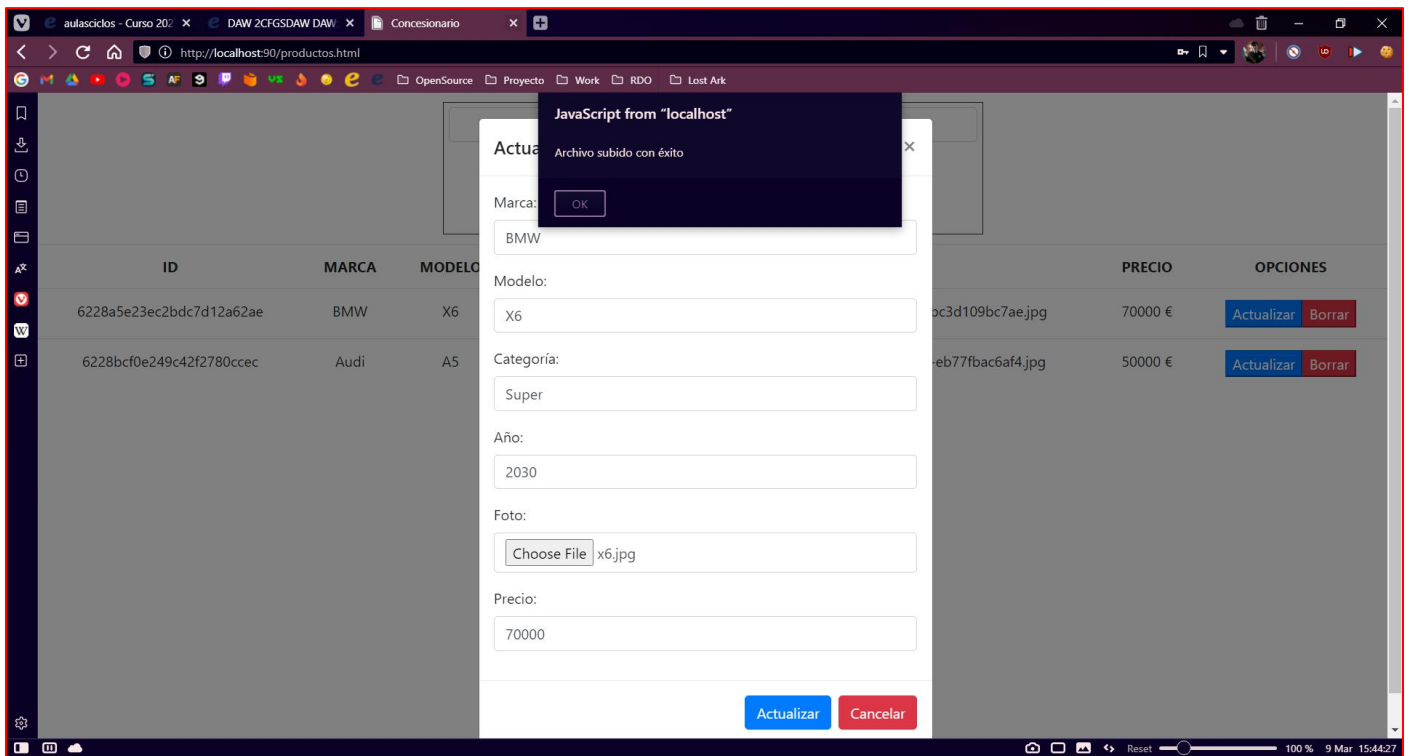 aulasciclos - Curso 202
DAW 2CFGSDAW DAW
Concesionario
http://localhost:90/productos.html
OpenSource
Proyecto
Work
RDO
Lost Ark
JavaScript from “localhost”
Archivo subido con éxito
OK
Actua
×
Marca:
BMW
Modelo:
X6
Categoría:
Super
Año:
2030
Foto:
Choose File x6.jpg
Precio:
70000
Actualizar Cancelar
ID MARCA MODELO PRECIO OPCIONES
6228a5e23ec2bdc7d12a62ae BMW X6 bc3d109bc7ae.jpg 70000 € Actualizar Borrar
6228bcf0e249c42f2780ccec Audi A5 -eb77fbac6af4.jpg 50000 € Actualizar Borrar
Reset 100 % 9 Mar 15:44:27